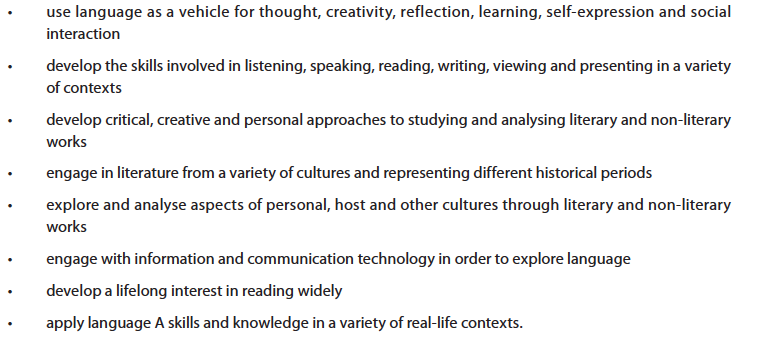 • use language as a vehicle for thought, creativity, reflection, learning, self-expression and social
interaction
• develop the skills involved in listening, speaking, reading, writing, viewing and presenting in a variety
of contexts
• develop critical, creative and personal approaches to studying and analysing literary and non-literary
works
• engage in literature from a variety of cultures and representing different historical periods
• explore and analyse aspects of personal, host and other cultures through literary and non-literary
works
• engage with information and communication technology in order to explore language
• develop a lifelong interest in reading widely
• apply language A skills and knowledge in a variety of real-life contexts.